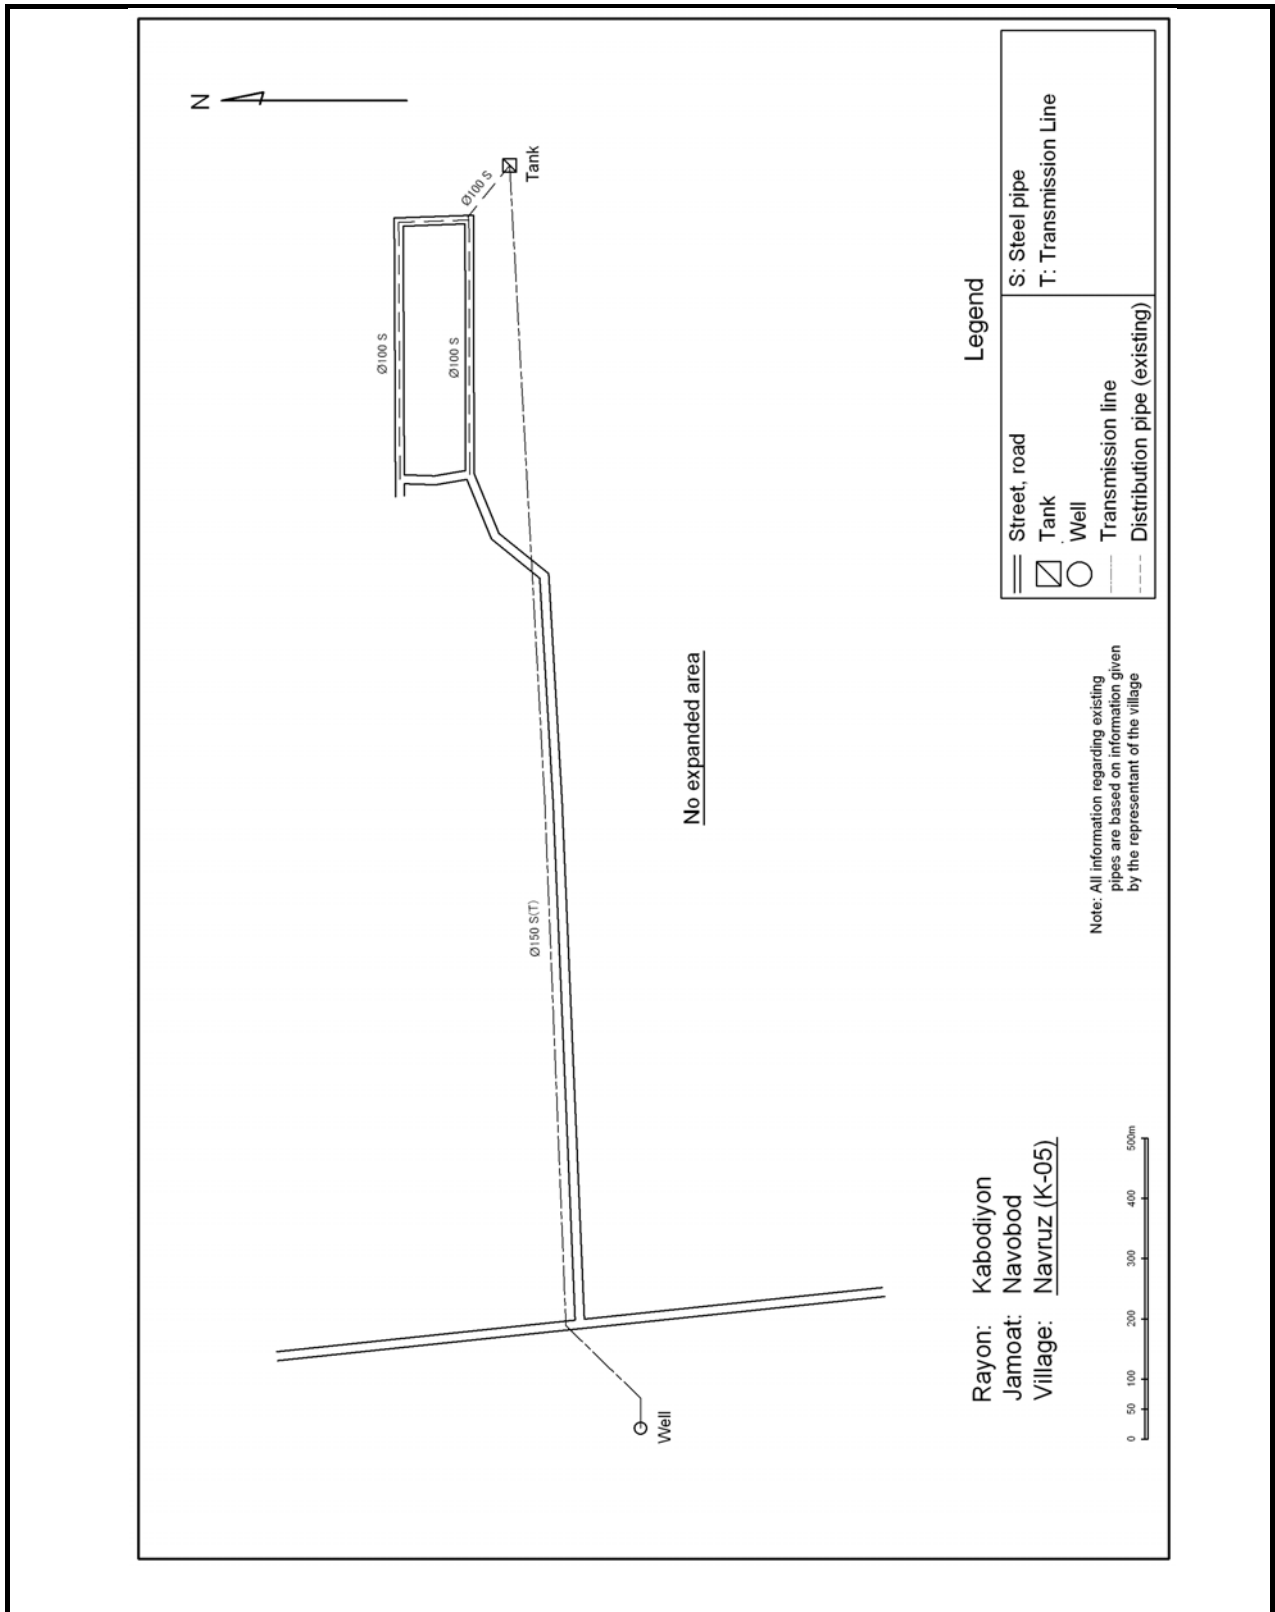 N
Tank
Ø100 S
Ø100 S
Ø100 S
Ø150 S(T)
Well
No expanded area
Rayon: Kabodiyon
Jamoat: Navobod
Village: Navruz (K-05)
0 50 100 200 300 400 500m
Note: All information regarding existing
pipes are based on information given
by the representant of the village
Legend
Street, road
Tank
Well
Transmission line
Distribution pipe (existing)
S: Steel pipe
T: Transmission Line